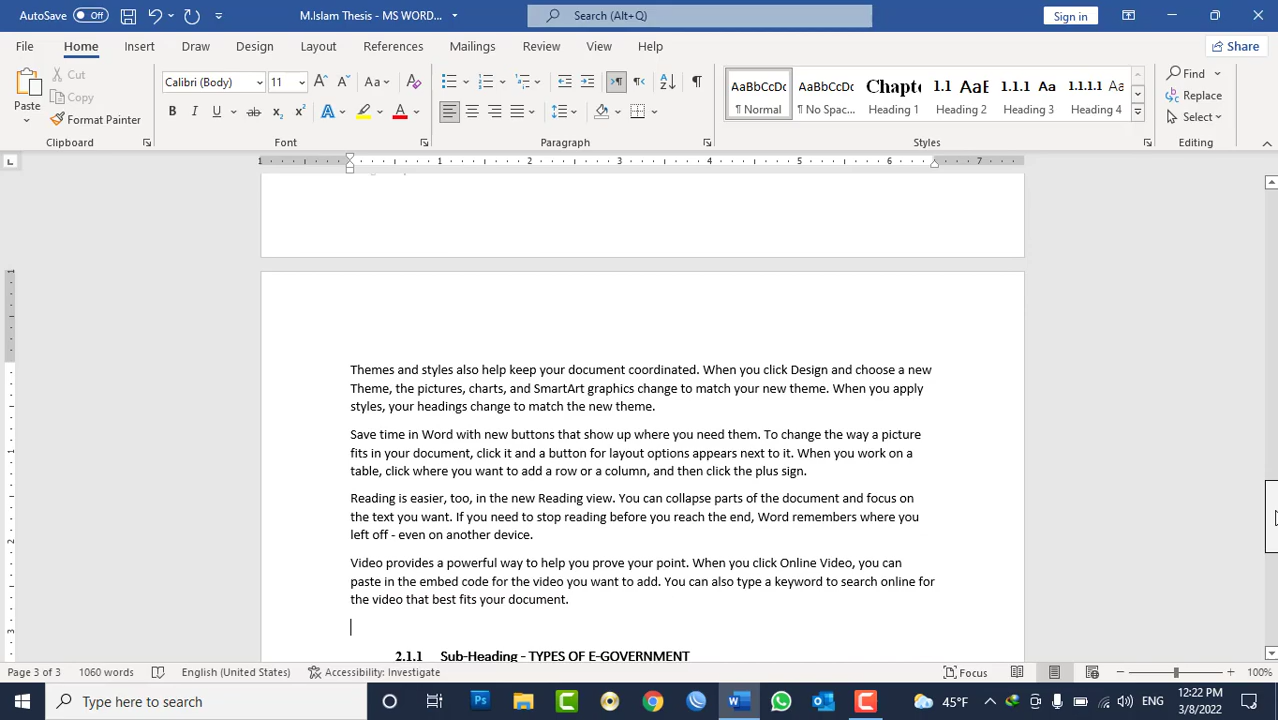 AutoSave Off M.Islam Thesis - MS WORD... Search (Alt+Q) Sign in
File Home Insert Draw Design Layout References Mailings Review View Help Share
Paste Cut Copy Format Painter
Calibri (Body) 11 Aa
B I U ab x₂ x² A A
AaBbCcDc ¶ Normal
AaBbCcDc ¶ No Spac...
Chapte Heading 1
1.1 AaE Heading 2
1.1.1 Aa Heading 3
1.1.1.1 Aa Heading 4
Find
Replace
Select
Clipboard Font Paragraph Styles Editing
1 1 2 3 4 5 6 7
Themes and styles also help keep your document coordinated. When you click Design and choose a new
Theme, the pictures, charts, and SmartArt graphics change to match your new theme. When you apply
styles, your headings change to match the new theme.
Save time in Word with new buttons that show up where you need them. To change the way a picture
fits in your document, click it and a button for layout options appears next to it. When you work on a
table, click where you want to add a row or a column, and then click the plus sign.
Reading is easier, too, in the new Reading view. You can collapse parts of the document and focus on
the text you want. If you need to stop reading before you reach the end, Word remembers where you
left off - even on another device.
Video provides a powerful way to help you prove your point. When you click Online Video, you can
paste in the embed code for the video you want to add. You can also type a keyword to search online for
the video that best fits your document.
2.1.1 Sub-Heading - TYPES OF E-GOVERNMENT
Page 3 of 3 1060 words English (United States) Accessibility: Investigate Focus 100%
Type here to search 45°F ENG 12:22 PM
3/8/2022